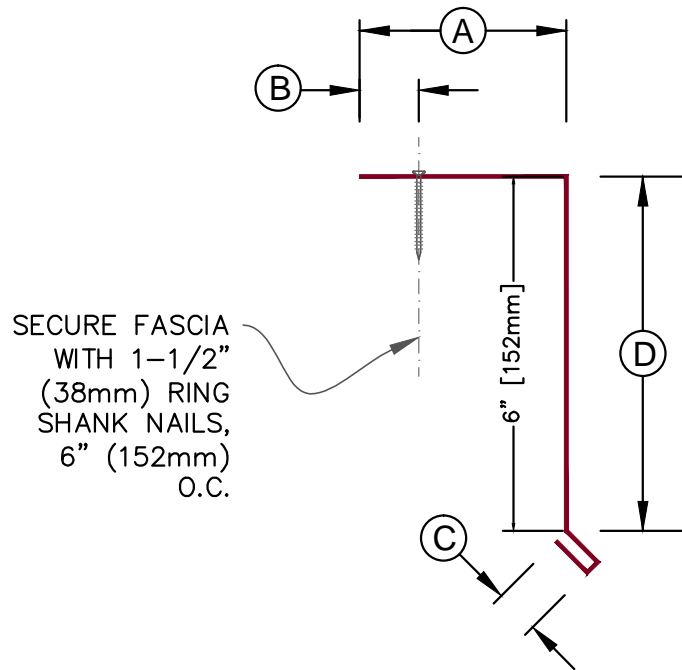 A
B
SECURE FASCIA
WITH 1-1/2"
(38mm) RING
SHANK NAILS,
6" (152mm)
O.C.
6" [152mm]
D
C